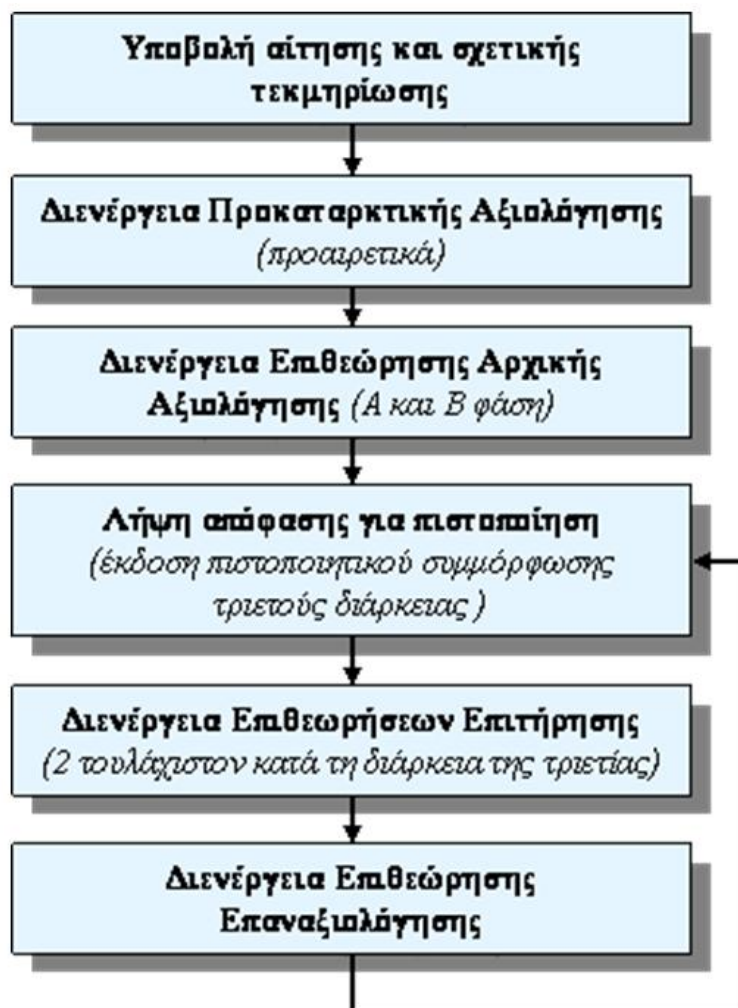 Υποβολή αίτησης και σχετικής
τεκμηρίωσης
Διενέργεια Προκαταρκτικής Αξιολόγησης
(προαιρετικά)
Διενέργεια Επιθεώρησης Αρχικής
Αξιολόγησης (Α και Β φάση)
Λήψη απόφασης για πιστοποίηση
(έκδοση πιστοποιητικού συμμόρφωσης
τριετούς διάρκειας )
Διενέργεια Επιθεωρήσεων Επιτήρησης
(2 τουλάχιστον κατά τη διάρκεια της τριετίας)
Διενέργεια Επιθεώρησης
Επαναξιολόγησης